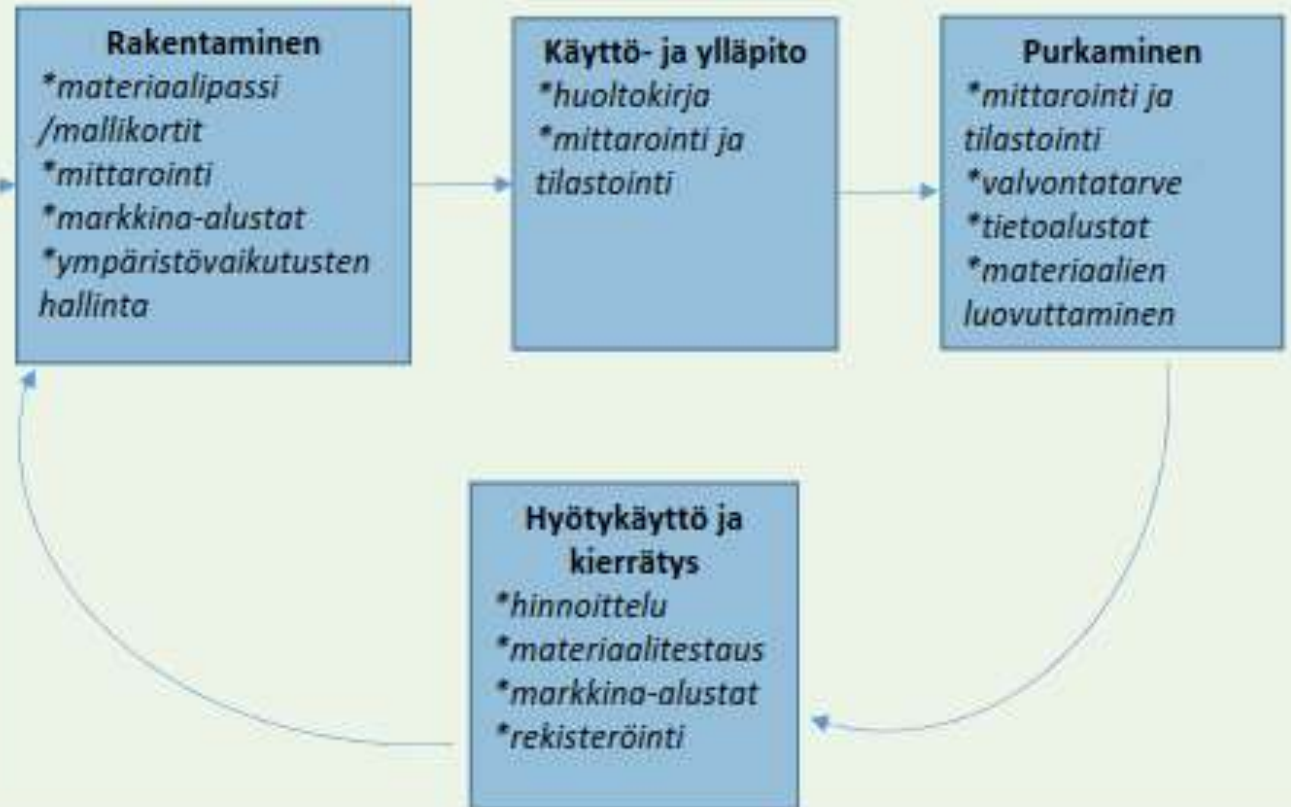 Rakentaminen
*materiaalipassi
/mallikortit
*mittarointi
*markkina-alustat
*ympäristövaikutusten
hallinta
Käyttö- ja ylläpito
*huoltokirja
*mittarointi ja
tilastointi
Purkaminen
*mittarointi ja
tilastointi
*valvontatarve
*tietoalustat
*materiaalien
luovuttaminen
Hyötykäyttö ja
kierrätys
*hinnoittelu
*materiaalitestaus
*markkina-alustat
*rekisteröinti